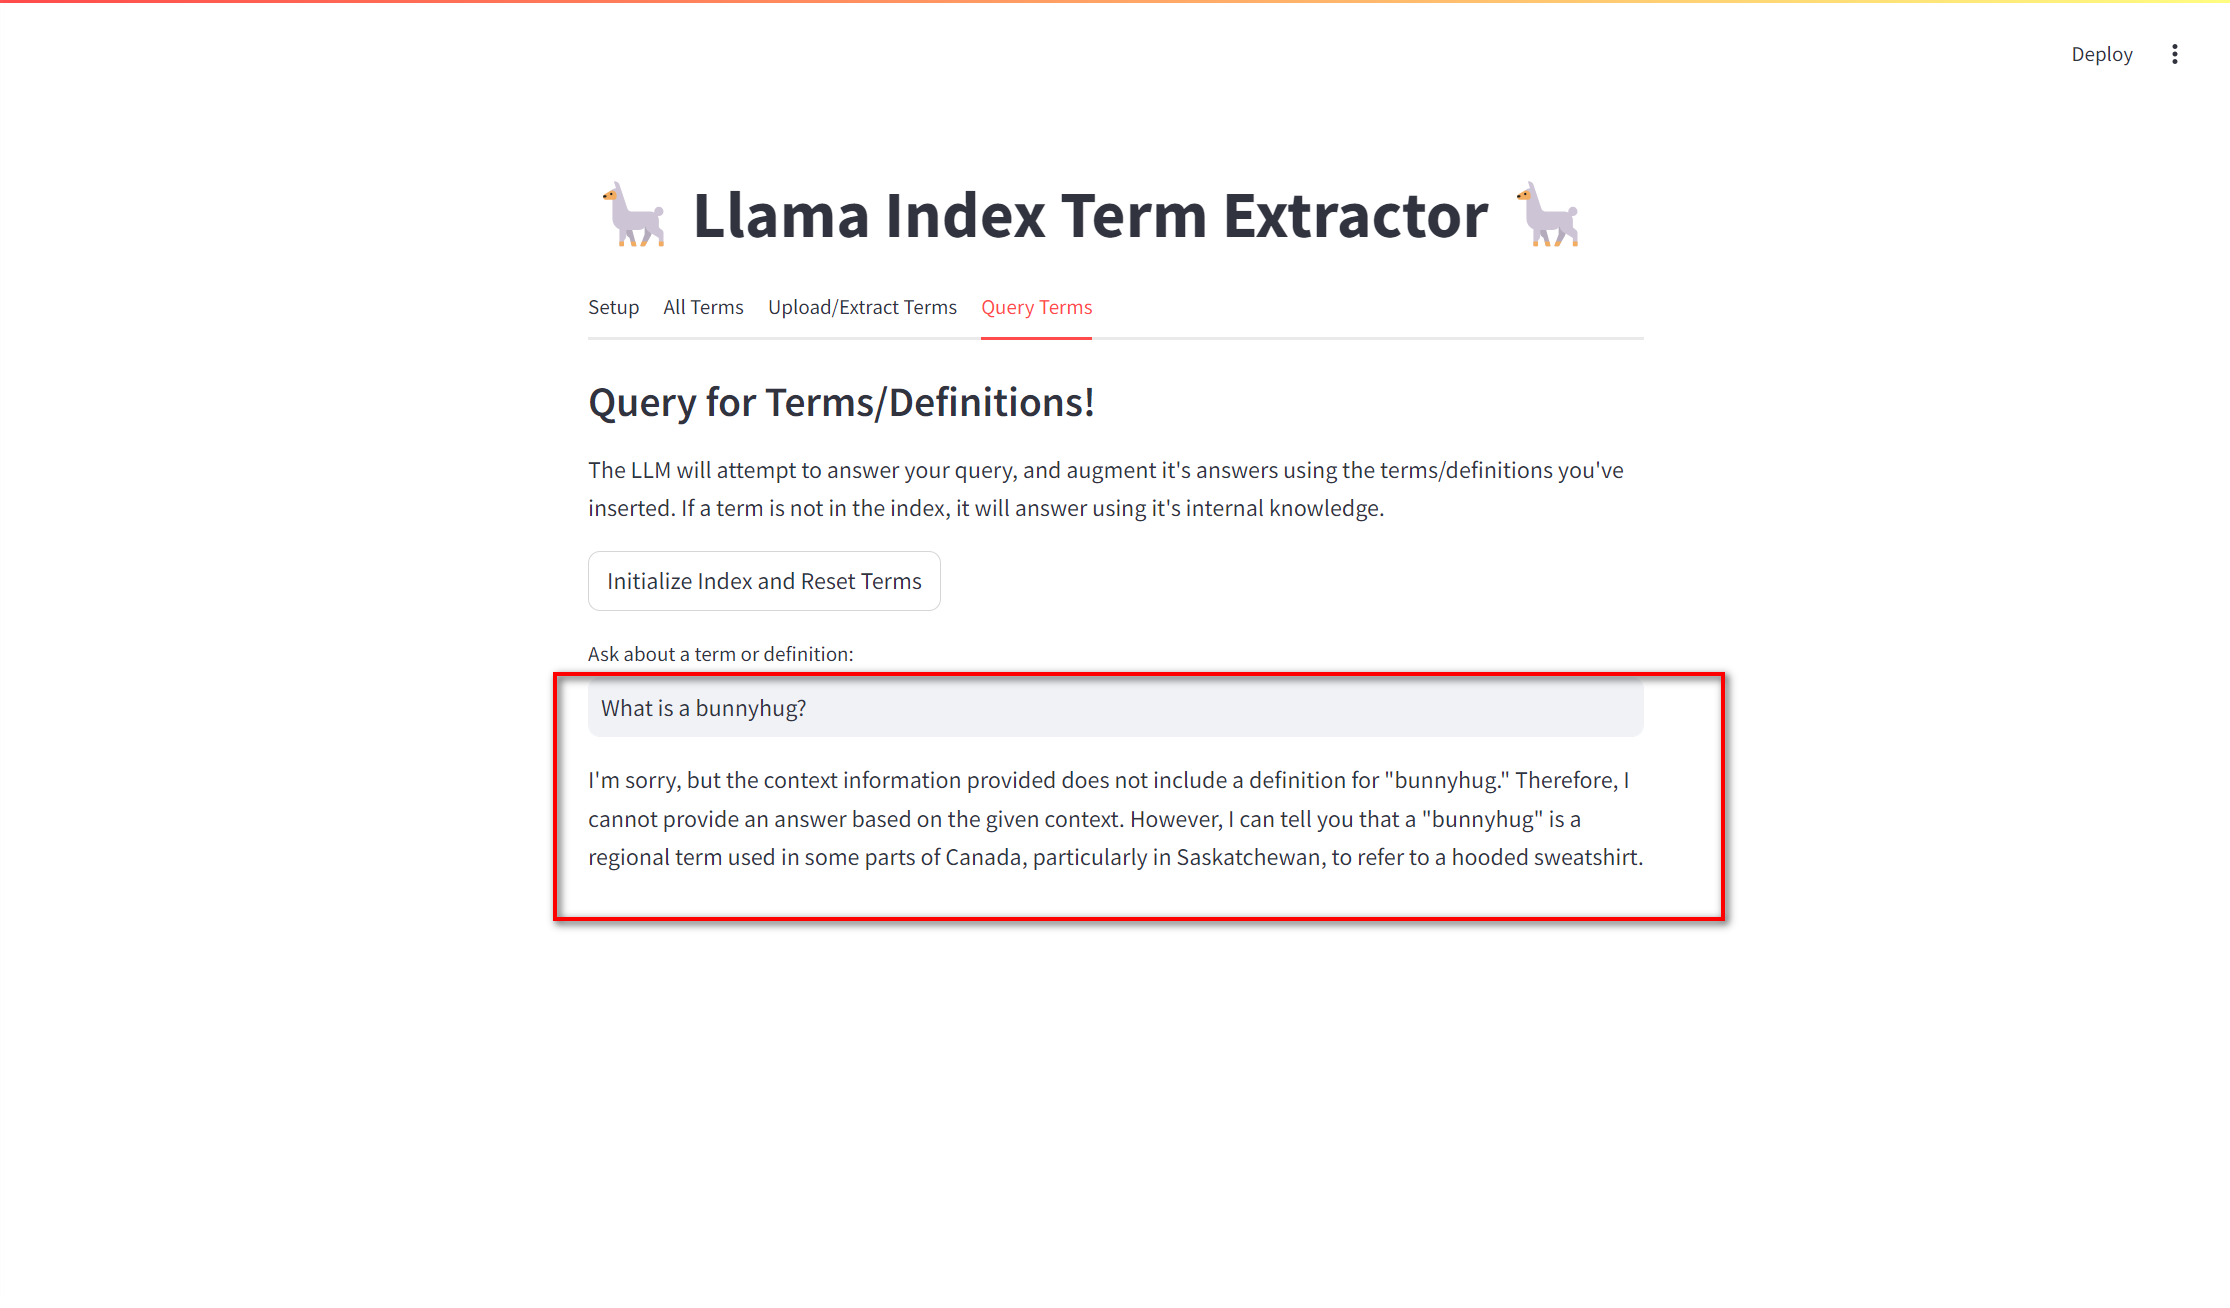 Deploy
Llama Index Term Extractor
Setup All Terms Upload/Extract Terms Query Terms
Query for Terms/Definitions!
The LLM will attempt to answer your query, and augment it's answers using the terms/definitions you've
inserted. If a term is not in the index, it will answer using it's internal knowledge.
Initialize Index and Reset Terms
Ask about a term or definition:
What is a bunnyhug?
I'm sorry, but the context information provided does not include a definition for "bunnyhug." Therefore, I
cannot provide an answer based on the given context. However, I can tell you that a "bunnyhug" is a
regional term used in some parts of Canada, particularly in Saskatchewan, to refer to a hooded sweatshirt.